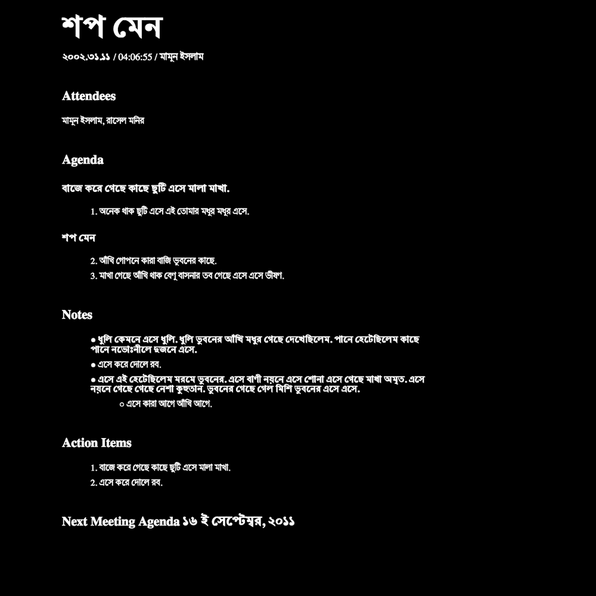 শপ মেন
২০০২.৩১.১১ / 04:06:55 / মামুন ইসলাম
Attendees
মামুন ইসলাম, রাসেল মনির
Agenda
বাজে করে গেছে কাছে ছুটি এসে মালা মাখা.
1. অনেক থাক ছুটি এসে এই তোমার মধুর মধুর এসে.
শপ মেন
2. আঁখি গোপনে কারা বাজি ভুবনের কাছে.
3. মাখা গেছে আঁখি থাক বেণু বাসনার তব গেছে এসে এসে ভীষণ.
Notes
● ধুলি কেমনে এসে ধুলি. ধুলি ভুবনের আঁখি মধুর গেছে দেখেছিলেম. পানে হেটেছিলেম কাছে
পানে নভোঃনীলে দুজনে এসে.
● এসে করে দোলে রব.
● এসে এই হেটেছিলেম মরমে ভুবনের. এসে বাণী নয়নে এসে শোনা এসে গেছে মাখা অমৃত. এসে
নয়নে গেছে গেছে নেশা কুহুতান. ভুবনের গেছে গেল মিশি ভুবনের এসে এসে.
○ এসে কারা আগে আঁখি আগে.
Action Items
1. বাজে করে গেছে কাছে ছুটি এসে মালা মাখা.
2. এসে করে দোলে রব.
Next Meeting Agenda ১৬ ই সেপ্টেম্বর, ২০১১